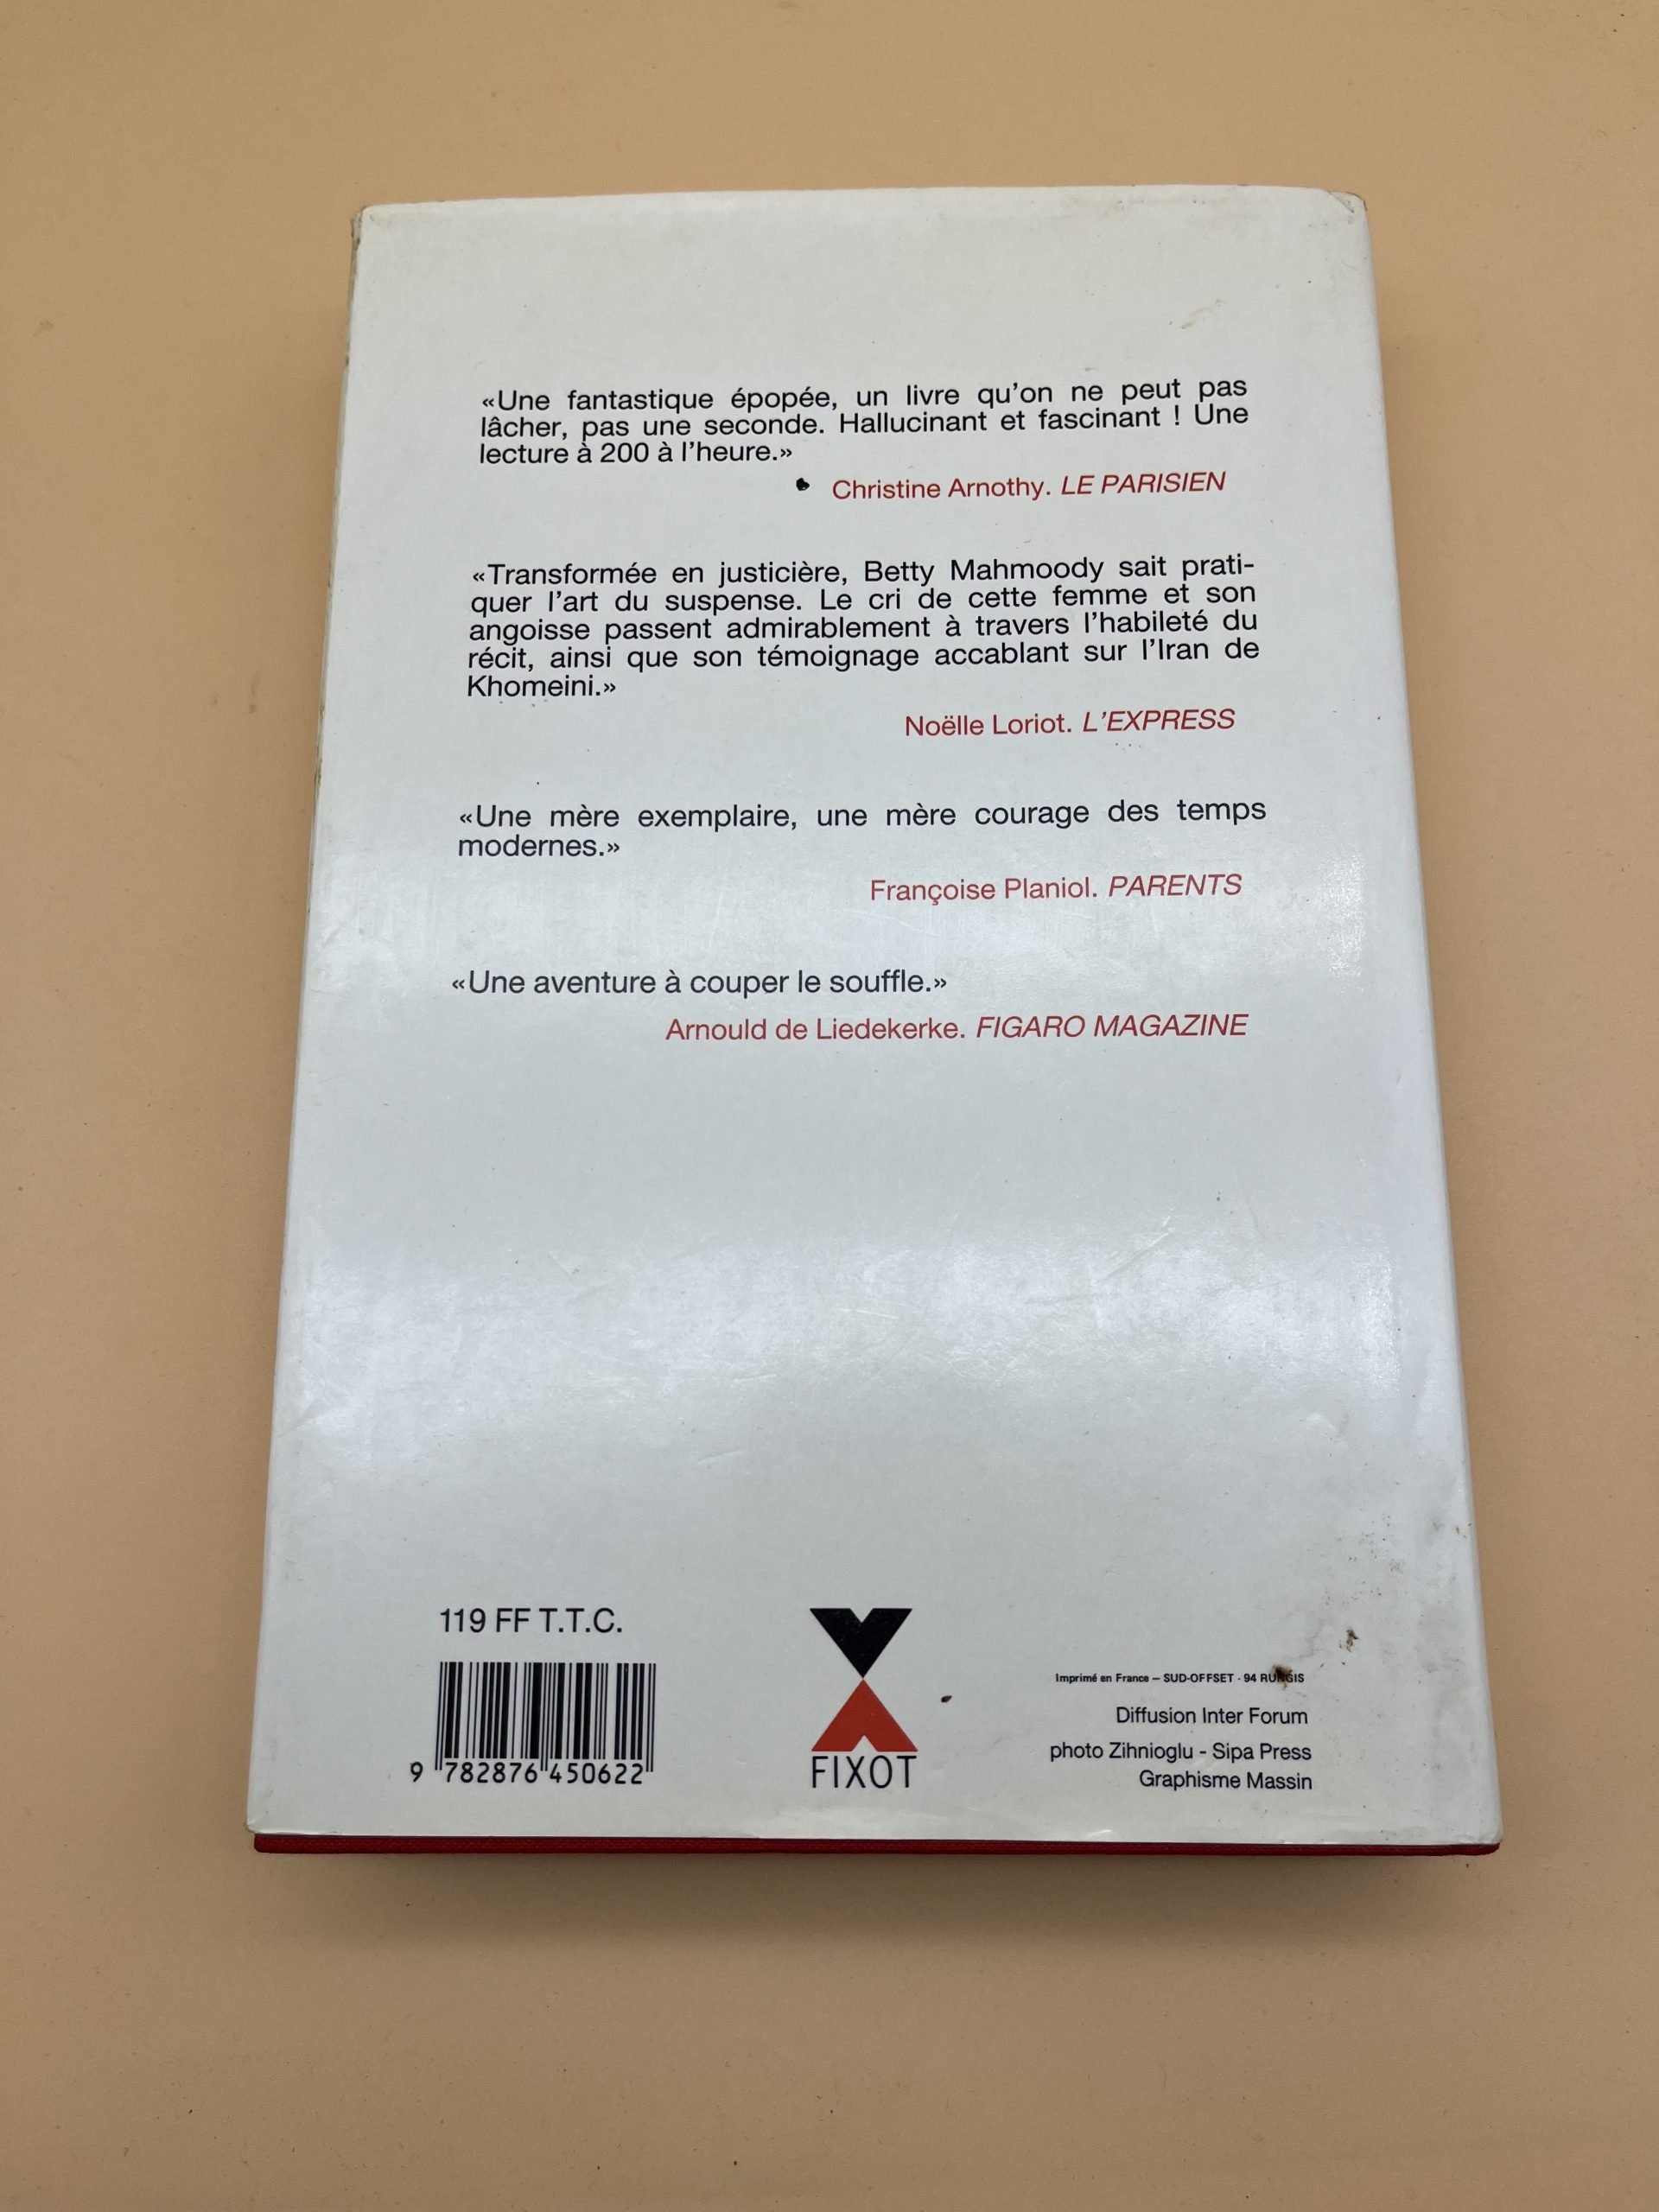 «Une fantastique épopée, un livre qu'on ne peut pas
lâcher, pas une seconde. Hallucinant et fascinant ! Une
lecture à 200 à l'heure.»
Christine Arnothy. LE PARISIEN
«Transformée en justicière, Betty Mahmoody sait prati-
quer l'art du suspense. Le cri de cette femme et son
angoisse passent admirablement à travers l'habileté du
récit, ainsi que son témoignage accablant sur l'Iran de
Khomeini.»
Noëlle Loriot. L'EXPRESS
«Une mère exemplaire, une mère courage des temps
modernes.»
Françoise Planiol. PARENTS
«Une aventure à couper le souffle.»
Arnould de Liedekerke. FIGARO MAGAZINE
119 FF T.T.C.
9 782876 450622
FIXOT
Imprimé en France – SUD-OFFSET - 94 RUNGIS
Diffusion Inter Forum
photo Zihnioglu - Sipa Press
Graphisme Massin